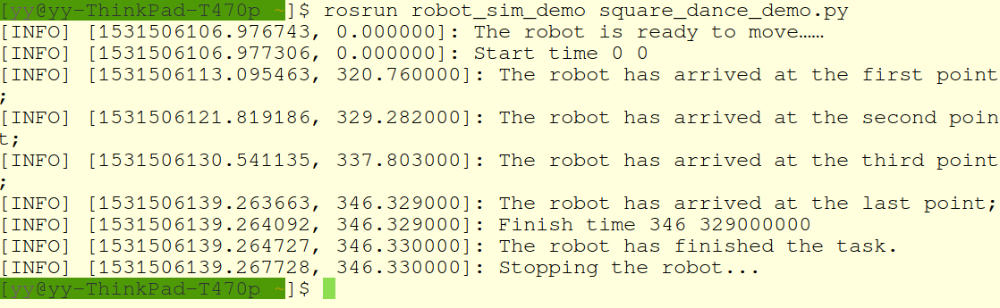 [yy@yy-ThinkPad-T470p ~]$ rosrun robot_sim_demo square_dance_demo.py
[INFO] [1531506106.976743, 0.000000]: The robot is ready to move……
[INFO] [1531506106.977306, 0.000000]: Start time 0 0
[INFO] [1531506113.095463, 320.760000]: The robot has arrived at the first point
;
[INFO] [1531506121.819186, 329.282000]: The robot has arrived at the second poin
t;
[INFO] [1531506130.541135, 337.803000]: The robot has arrived at the third point
;
[INFO] [1531506139.263663, 346.329000]: The robot has arrived at the last point;
[INFO] [1531506139.264092, 346.329000]: Finish time 346 329000000
[INFO] [1531506139.264727, 346.330000]: The robot has finished the task.
[INFO] [1531506139.267728, 346.330000]: Stopping the robot...
[yy@yy-ThinkPad-T470p ~]$